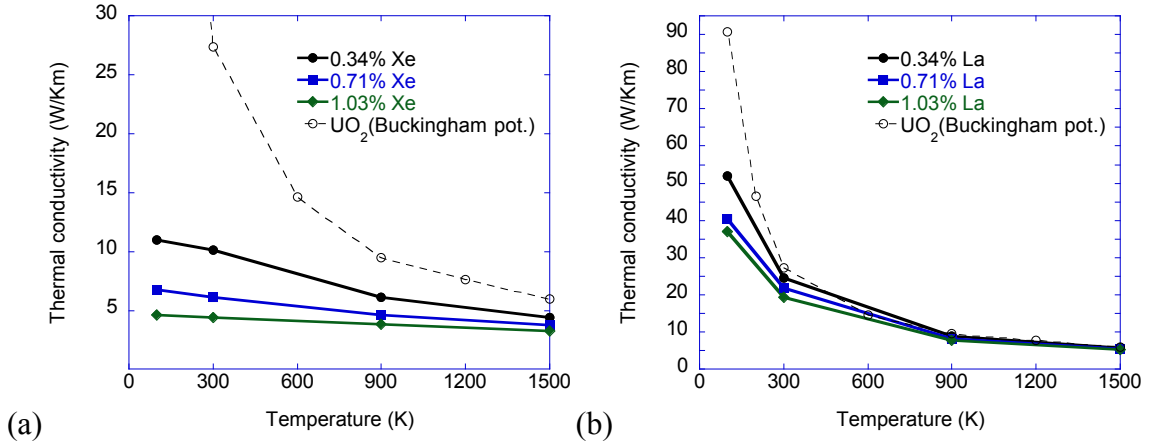 30
25
20
15
10
5
Thermal conductivity (W/Km)
0.34% Xe
0.71% Xe
1.03% Xe
UO₂(Buckingham pot.)
0 300 600 900 1200 1500
Temperature (K)
(a)
90
80
70
60
50
40
30
20
10
0
Thermal conductivity (W/Km)
0.34% La
0.71% La
1.03% La
UO₂(Buckingham pot.)
0 300 600 900 1200 1500
Temperature (K)
(b)